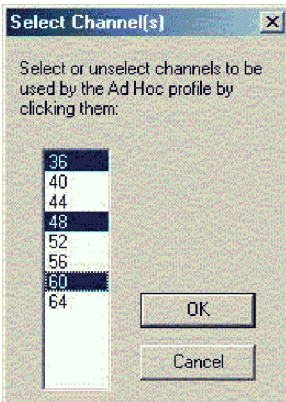 Select Channel(s)
Select or unselect channels to be
used by the Ad Hoc profile by
clicking them:
36
40
44
48
52
56
60
64
OK
Cancel